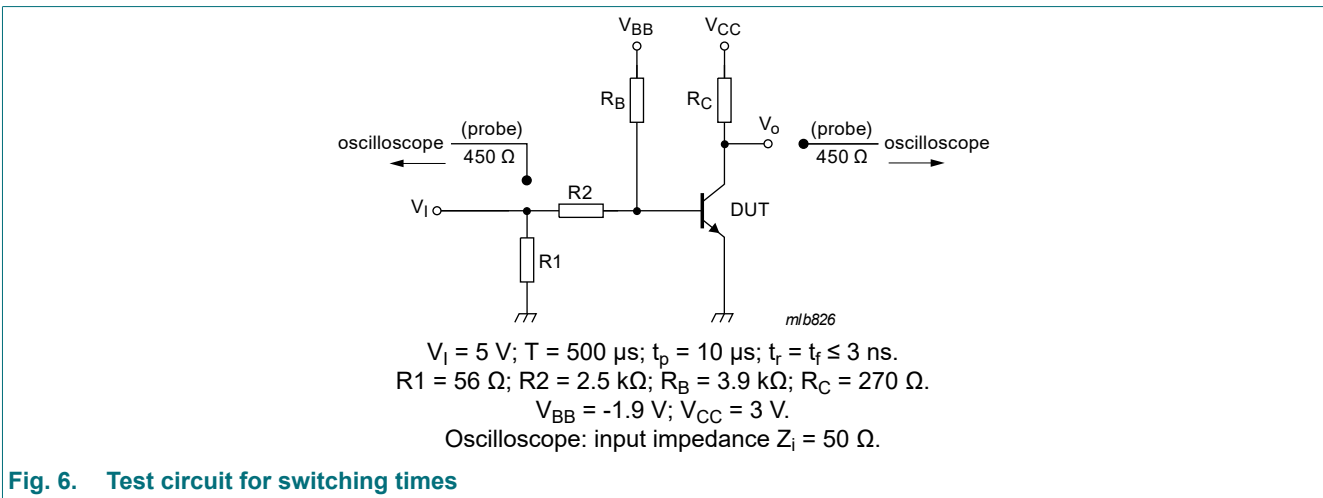 V_BB
V_CC
R_B
R_C
V_o
(probe)
450 Ω
oscilloscope
(probe)
450 Ω
oscilloscope
R2
V_I
DUT
R1
mlb826
V_I = 5 V; T = 500 μs; t_p = 10 μs; t_r = t_f ≤ 3 ns.
R1 = 56 Ω; R2 = 2.5 kΩ; R_B = 3.9 kΩ; R_C = 270 Ω.
V_BB = -1.9 V; V_CC = 3 V.
Oscilloscope: input impedance Z_i = 50 Ω.
Fig. 6. Test circuit for switching times